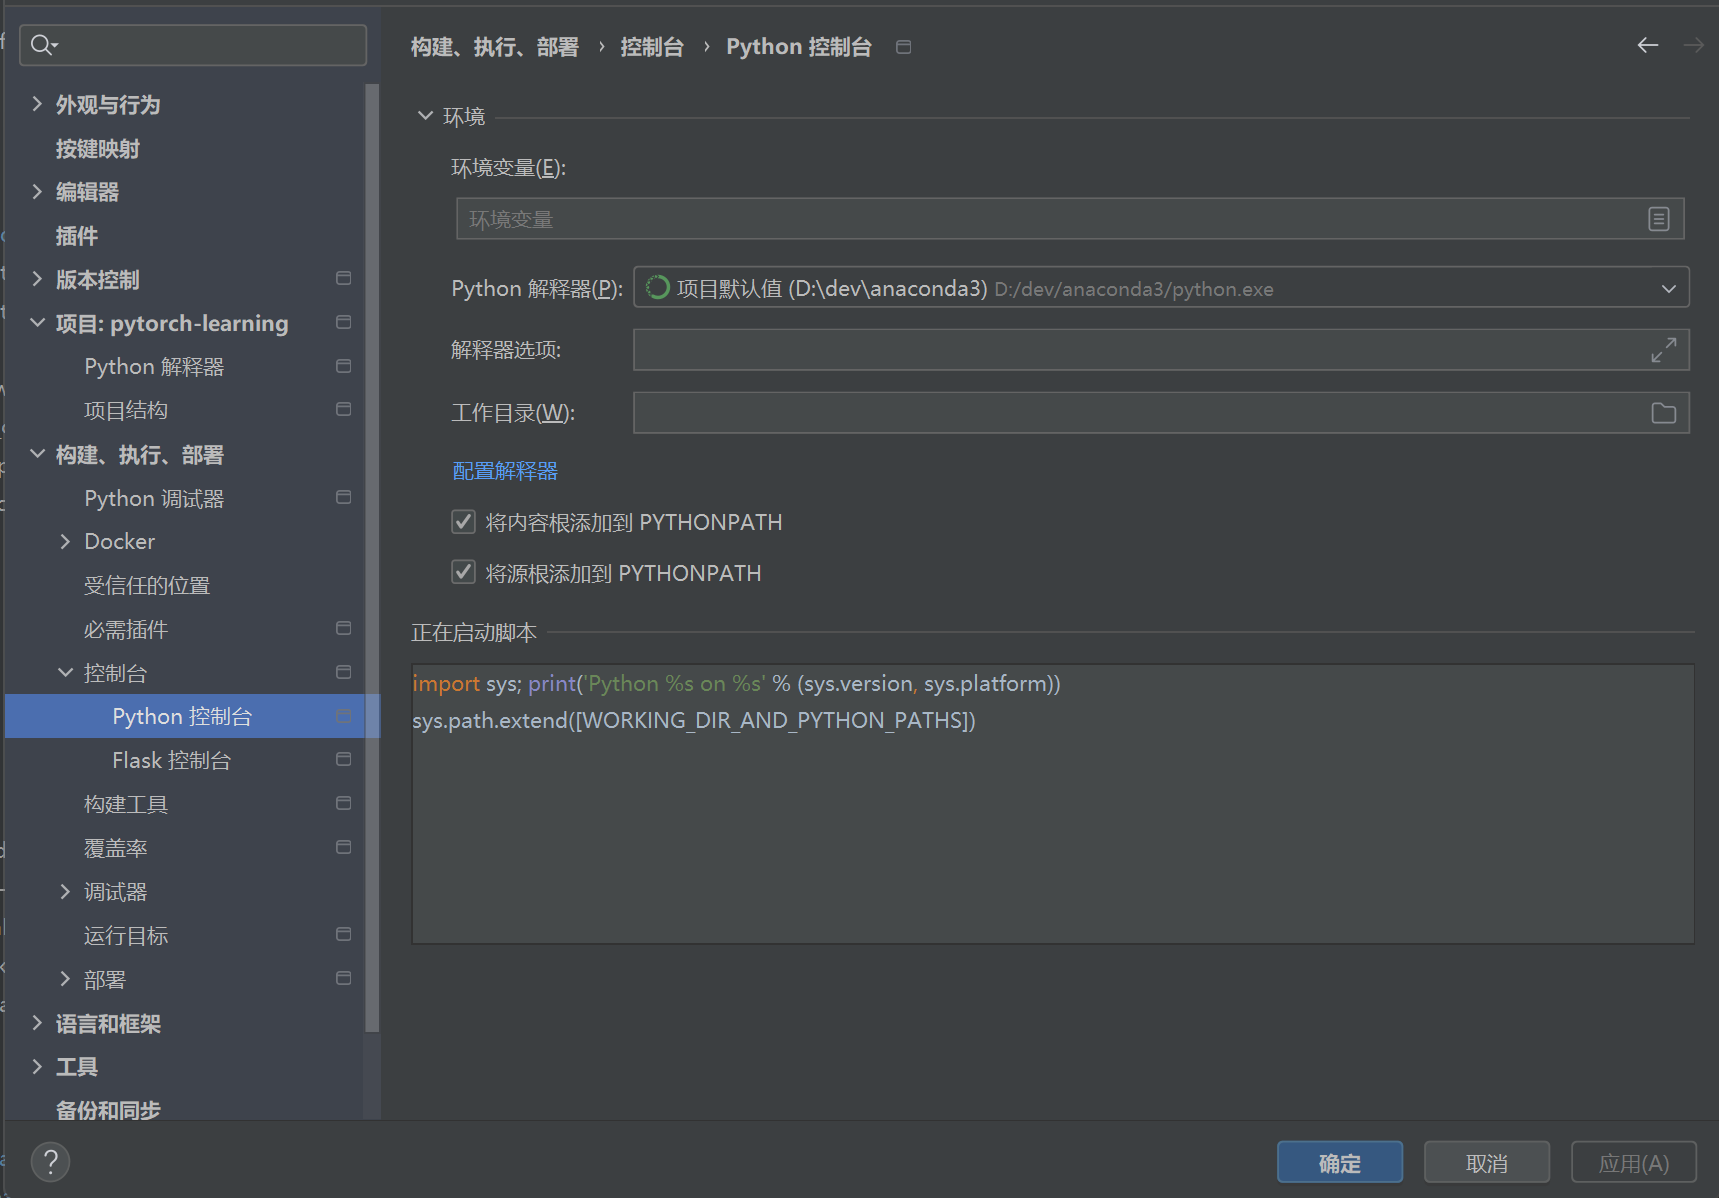 外观与行为
按键映射
编辑器
插件
版本控制
项目: pytorch-learning
Python 解释器
项目结构
构建、执行、部署
Python 调试器
Docker
受信任的位置
必需插件
控制台
Python 控制台
Flask 控制台
构建工具
覆盖率
调试器
运行目标
部署
语言和框架
工具
备份和同步
构建、执行、部署 › 控制台 › Python 控制台
环境
环境变量(E):
环境变量
Python 解释器(P): 项目默认值 (D:\dev\anaconda3) D:/dev/anaconda3/python.exe
解释器选项:
工作目录(W):
配置解释器
将内容根添加到 PYTHONPATH
将源根添加到 PYTHONPATH
正在启动脚本
import sys; print('Python %s on %s' % (sys.version, sys.platform))
sys.path.extend([WORKING_DIR_AND_PYTHON_PATHS])
?
确定 取消 应用(A)